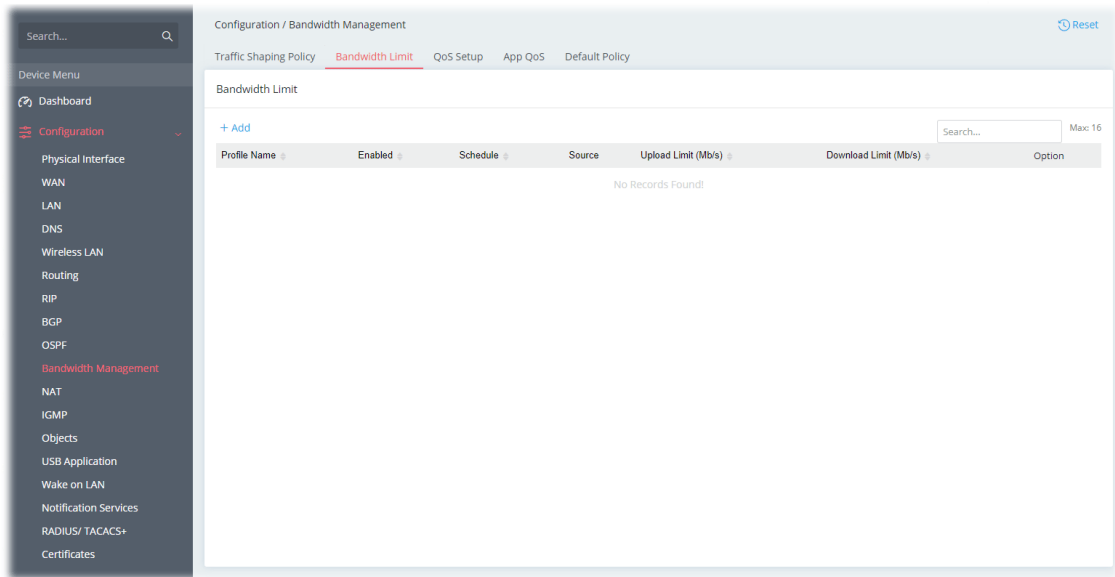 Search...
Device Menu
Dashboard
Configuration
Physical Interface
WAN
LAN
DNS
Wireless LAN
Routing
RIP
BGP
OSPF
Bandwidth Management
NAT
IGMP
Objects
USB Application
Wake on LAN
Notification Services
RADIUS/ TACACS+
Certificates
Configuration / Bandwidth Management
Reset
Traffic Shaping Policy Bandwidth Limit QoS Setup App QoS Default Policy
Bandwidth Limit
+ Add
Search...
Max: 16
Profile Name Enabled Schedule Source Upload Limit (Mb/s) Download Limit (Mb/s) Option
No Records Found!